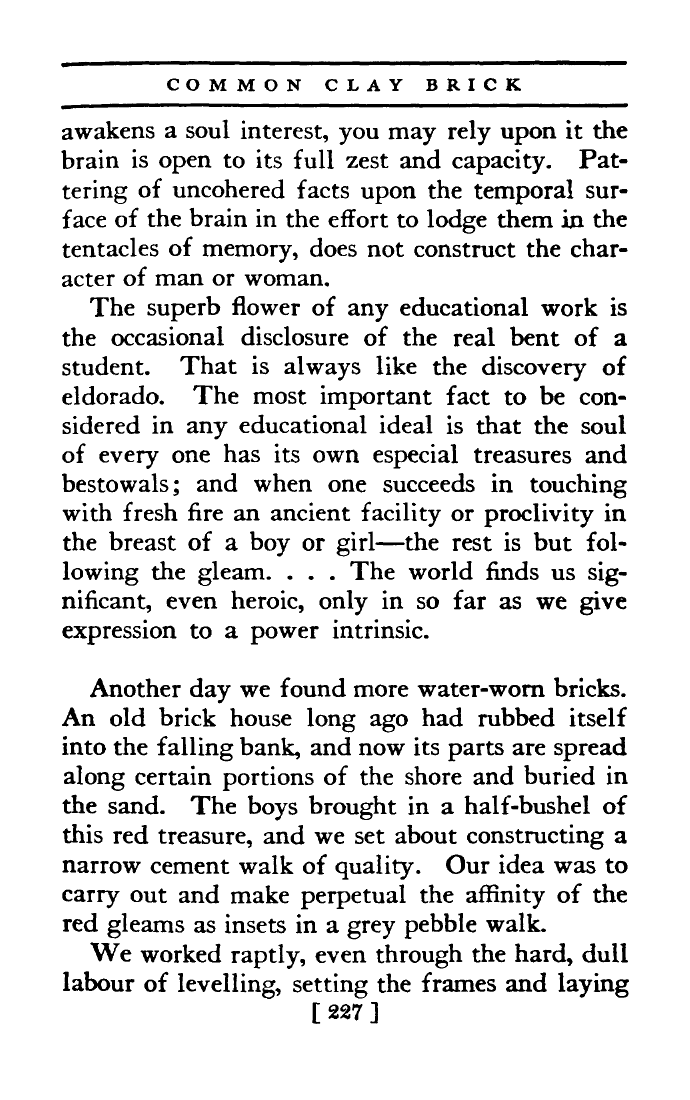 COMMON CLAY BRICK
awakens a soul interest, you may rely upon it the
brain is open to its full zest and capacity. Pat-
tering of uncohered facts upon the temporal sur-
face of the brain in the effort to lodge them in the
tentacles of memory, does not construct the char-
acter of man or woman.
The superb flower of any educational work is
the occasional disclosure of the real bent of a
student. That is always like the discovery of
eldorado. The most important fact to be con-
sidered in any educational ideal is that the soul
of every one has its own especial treasures and
bestowals; and when one succeeds in touching
with fresh fire an ancient facility or proclivity in
the breast of a boy or girl—the rest is but fol-
lowing the gleam. . . . The world finds us sig-
nificant, even heroic, only in so far as we give
expression to a power intrinsic.
Another day we found more water-worn bricks.
An old brick house long ago had rubbed itself
into the falling bank, and now its parts are spread
along certain portions of the shore and buried in
the sand. The boys brought in a half-bushel of
this red treasure, and we set about constructing a
narrow cement walk of quality. Our idea was to
carry out and make perpetual the affinity of the
red gleams as insets in a grey pebble walk.
We worked raptly, even through the hard, dull
labour of levelling, setting the frames and laying
[ 227 ]